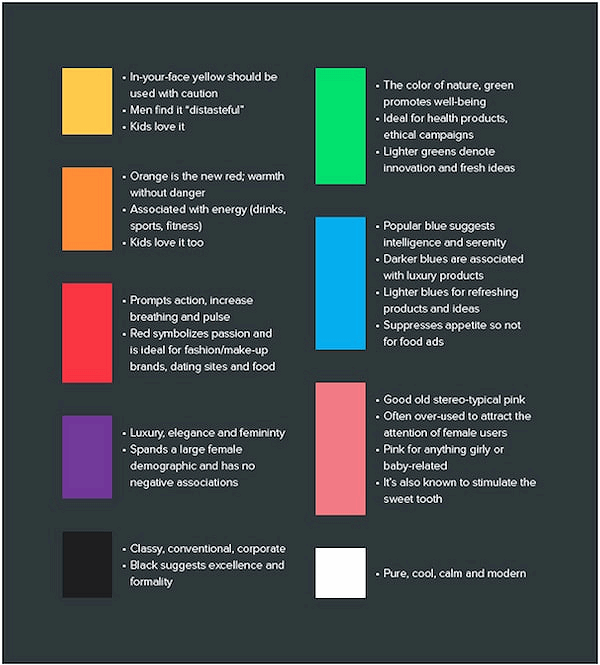 • In-your-face yellow should be
used with caution
• Men find it “distasteful”
• Kids love it
• Orange is the new red; warmth
without danger
• Associated with energy (drinks,
sports, fitness)
• Kids love it too
• Prompts action, increase
breathing and pulse
• Red symbolizes passion and
is ideal for fashion/make-up
brands, dating sites and food
• Luxury, elegance and femininty
• Spands a large female
demographic and has no
negative associations
• Classy, conventional, corporate
• Black suggests excellence and
formality
• The color of nature, green
promotes well-being
• Ideal for health products,
ethical campaigns
• Lighter greens denote
innovation and fresh ideas
• Popular blue suggests
intelligence and serenity
• Darker blues are associated
with luxury products
• Lighter blues for refreshing
products and ideas
• Suppresses appetite so not
for food ads
• Good old stereo-typical pink
• Often over-used to attract the
attention of female users
• Pink for anything girly or
baby-related
• It’s also known to stimulate the
sweet tooth
• Pure, cool, calm and modern